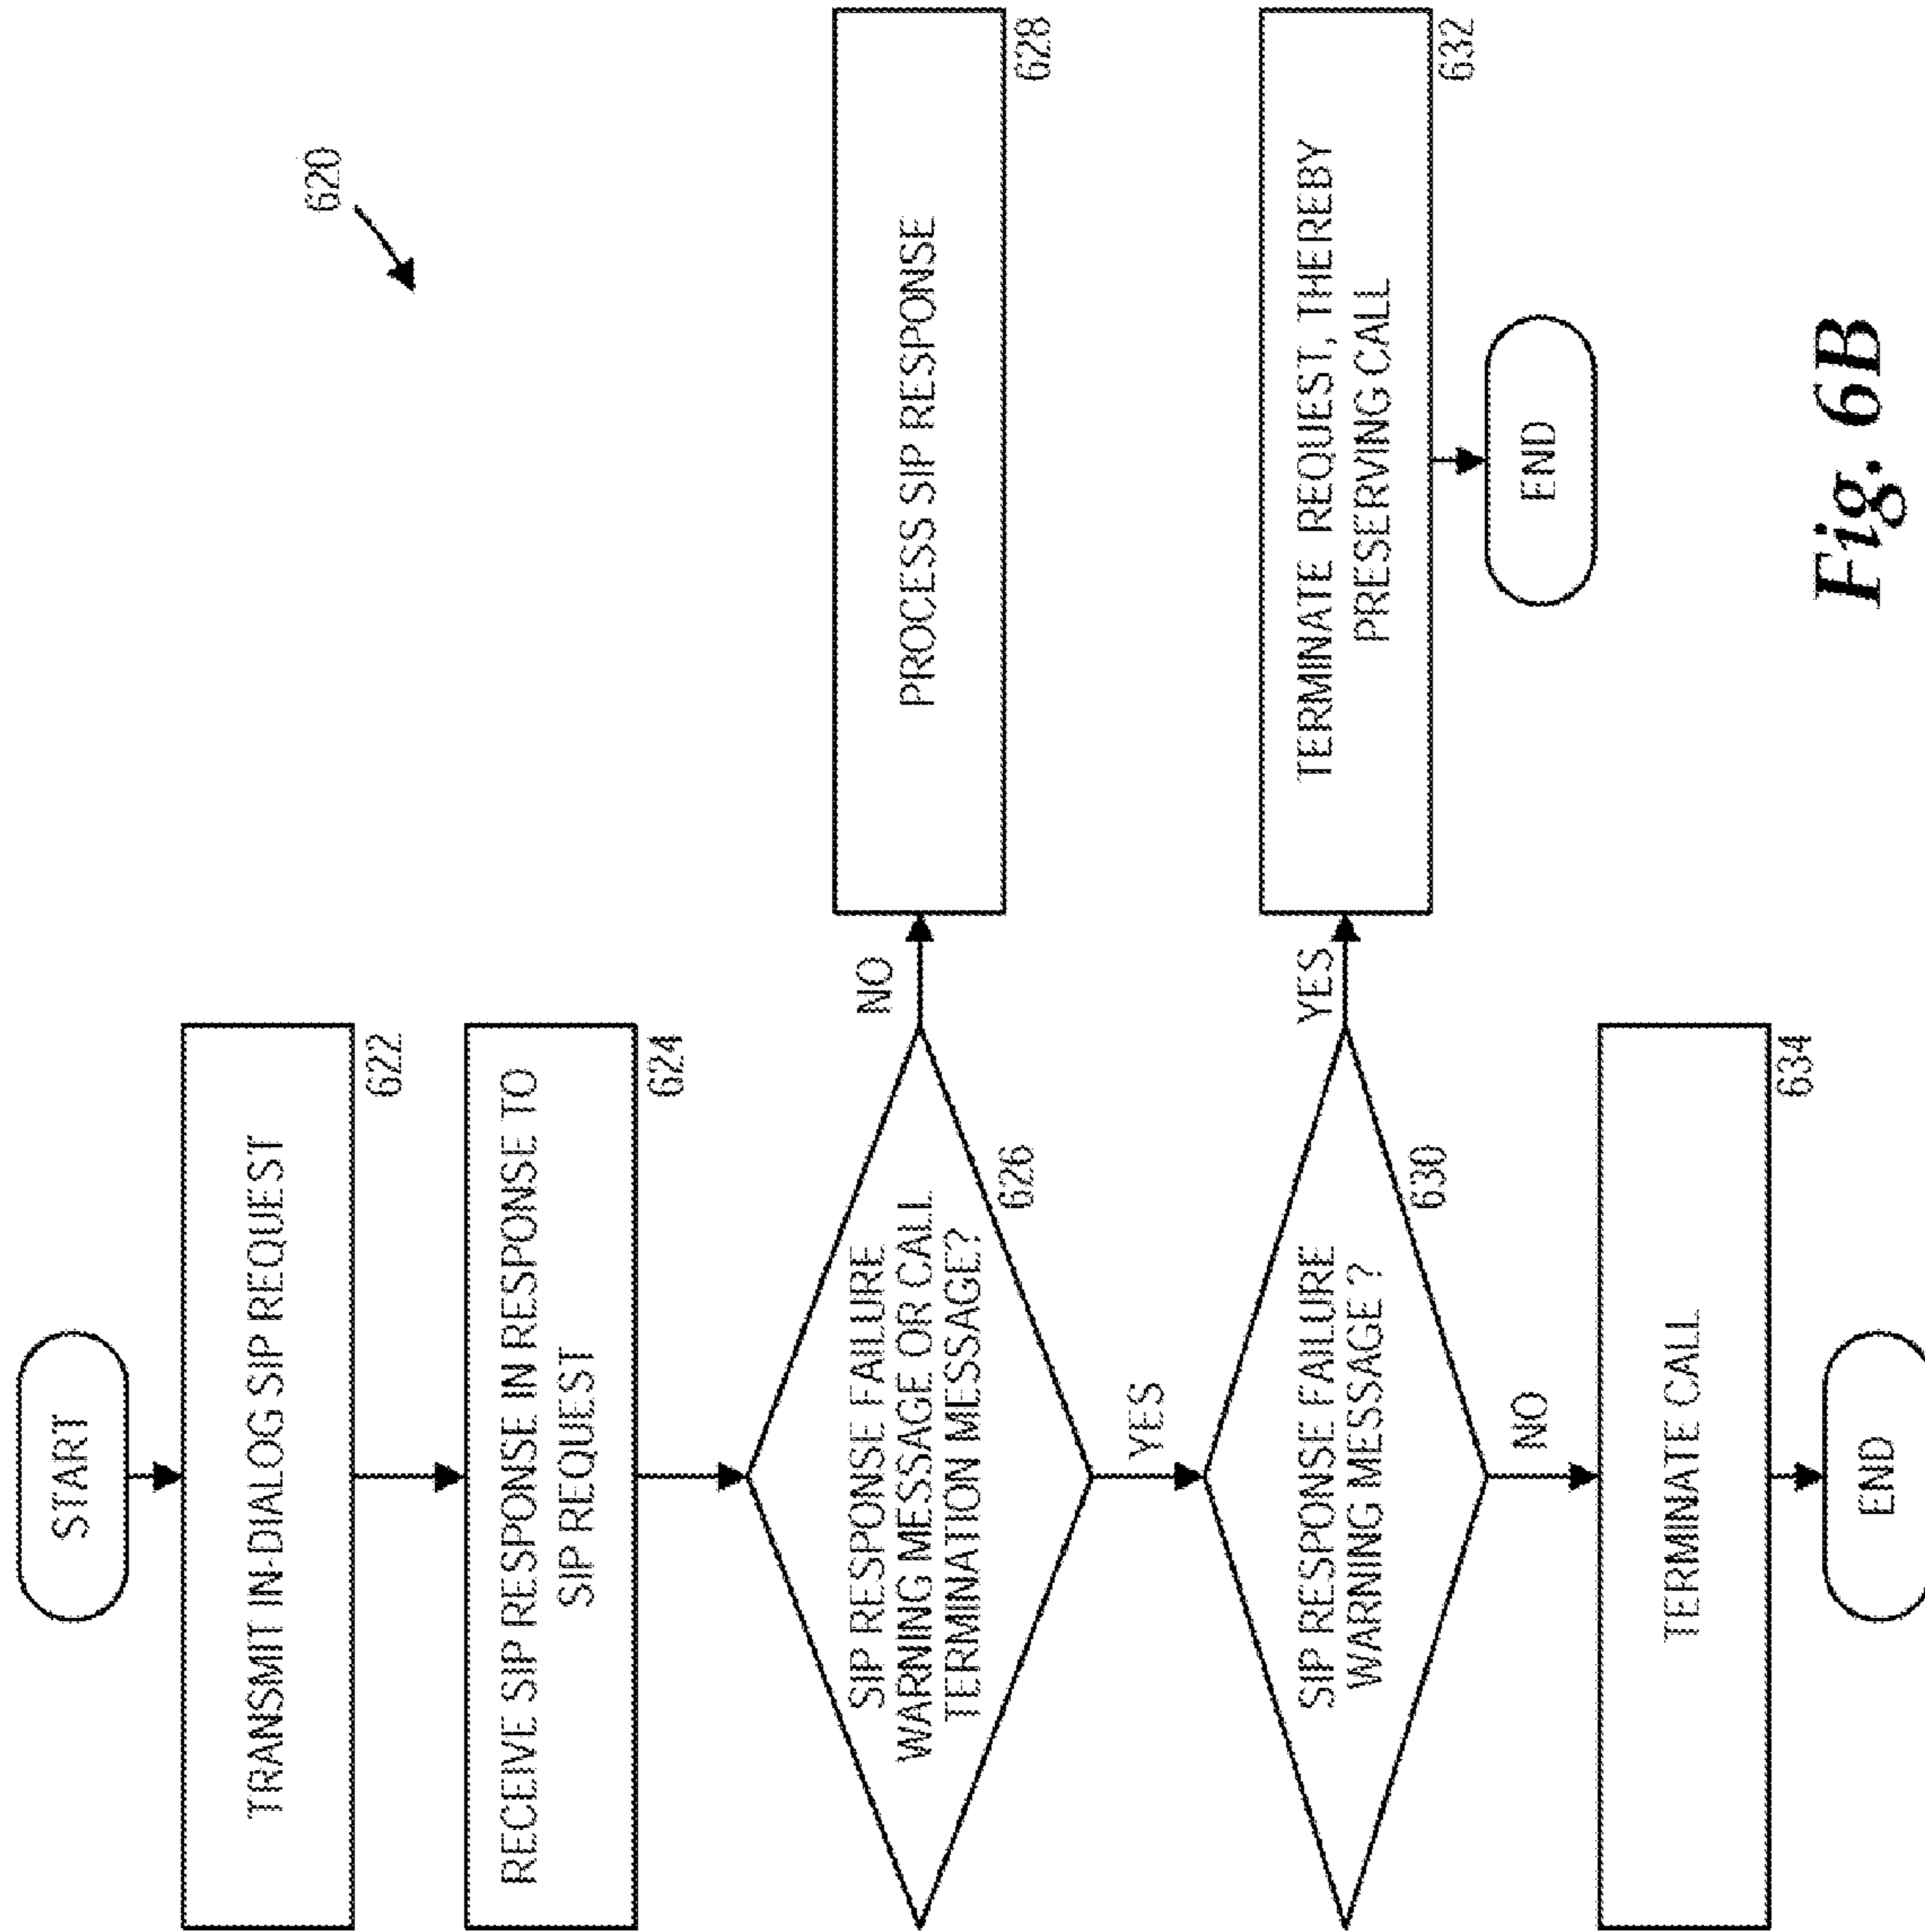 620
START
TRANSMIT IN-DIALOG SIP REQUEST
622
RECEIVE SIP RESPONSE IN RESPONSE TO
SIP REQUEST
624
SIP RESPONSE FAILURE
WARNING MESSAGE OR CALL
TERMINATION MESSAGE?
626
NO
PROCESS SIP RESPONSE
628
YES
SIP RESPONSE FAILURE
WARNING MESSAGE ?
630
YES
TERMINATE REQUEST, THEREBY
PRESERVING CALL
632
END
NO
TERMINATE CALL
634
END
Fig. 6B